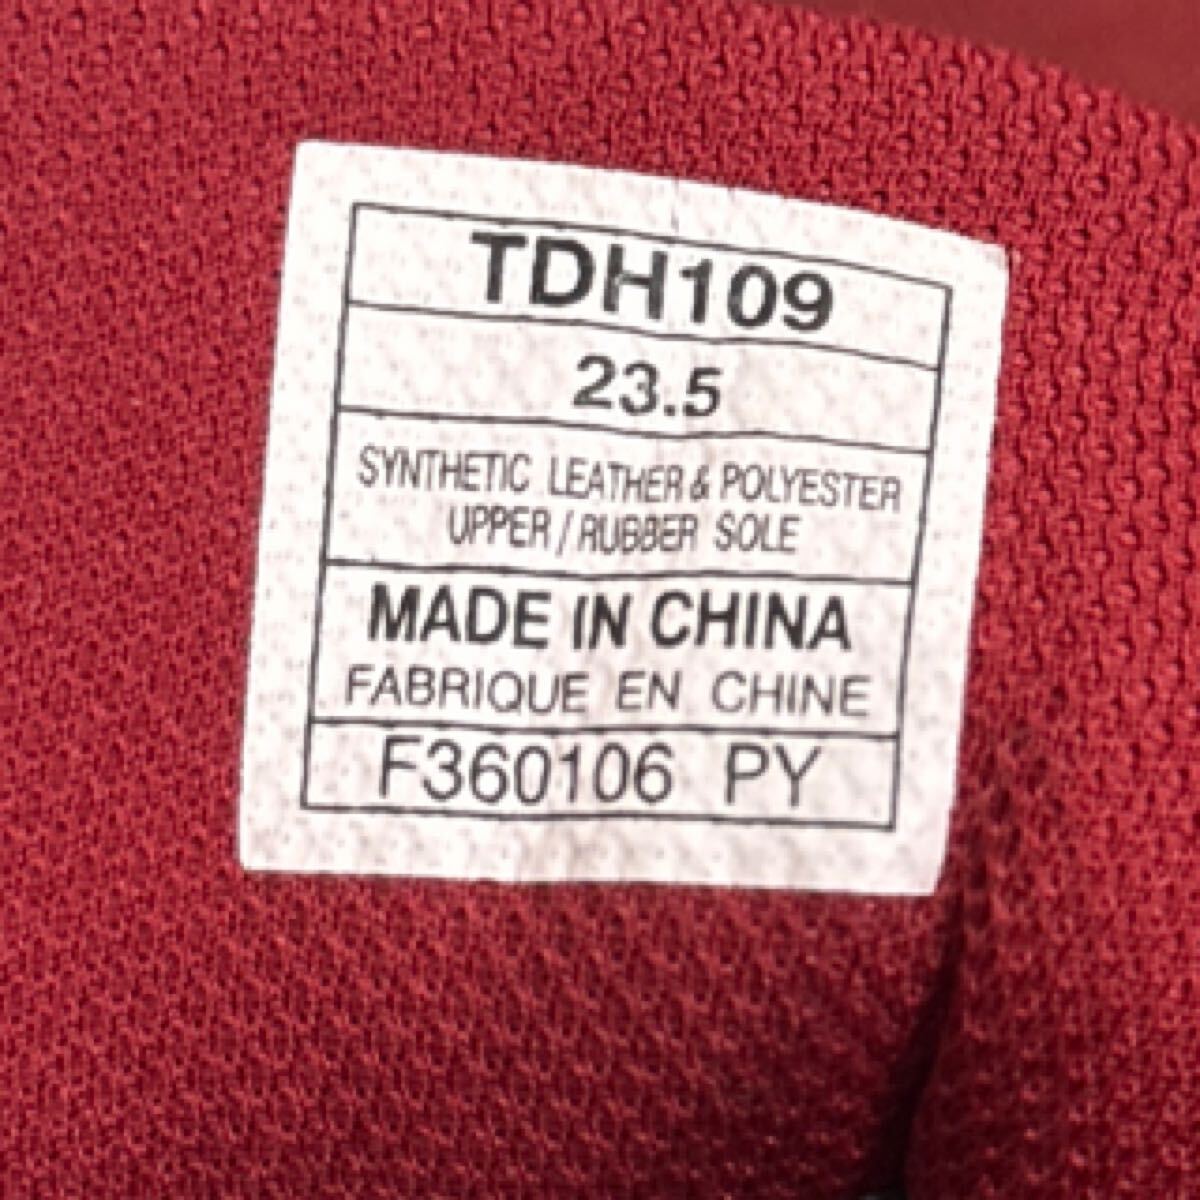 TDH109
23.5
SYNTHETIC LEATHER & POLYESTER
UPPER / RUBBER SOLE
MADE IN CHINA
FABRIQUE EN CHINE
F360106 PY